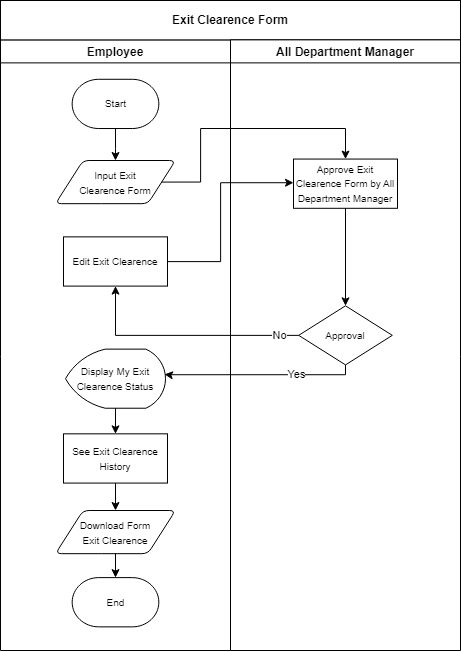 Exit Clearence Form
Employee
All Department Manager
Start
Input Exit
Clearence Form
Approve Exit
Clearence Form by All
Department Manager
Edit Exit Clearence
No
Approval
Display My Exit
Clearence Status
Yes
See Exit Clearence
History
Download Form
Exit Clearence
End